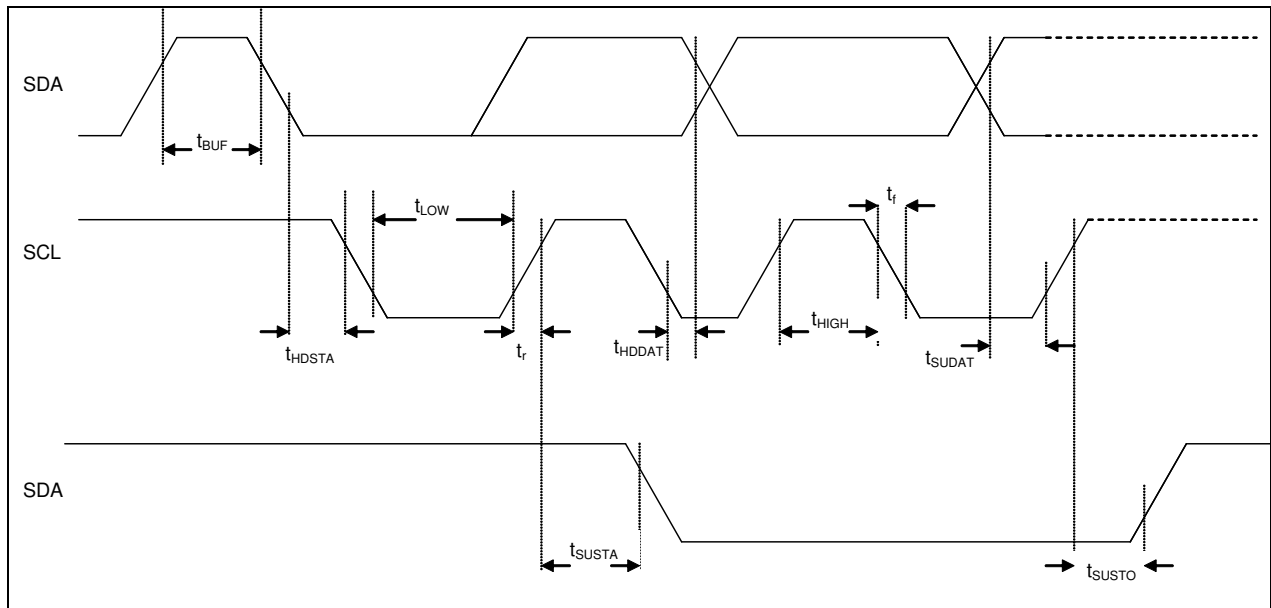 SDA
tBUF
tLOW
tf
SCL
tHDSTA
tr
tHDDAT
tHIGH
tSUDAT
SDA
tSUSTA
tSUSTO